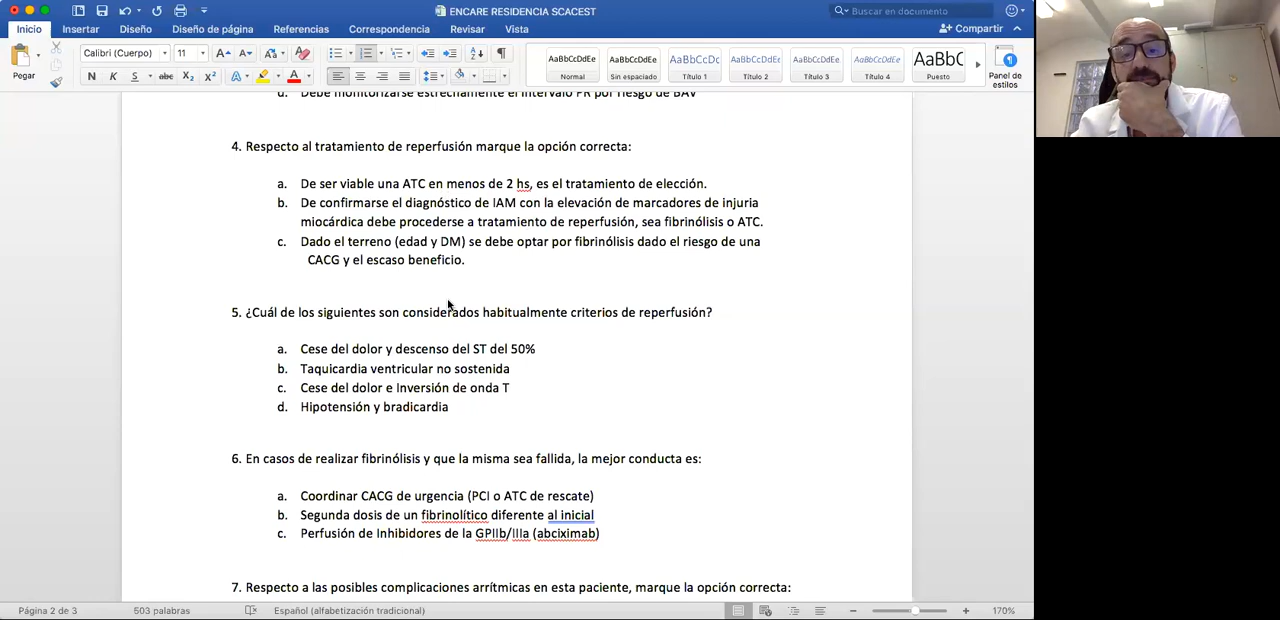 ENCARE RESIDENCIA SCACEST
Buscar en documento
Inicio Insertar Diseño Diseño de página Referencias Correspondencia Revisar Vista
Compartir
Pegar
Calibri (Cuerpo) 11
N K S abc X₂ X² A A
AaBbCcDdEe AaBbCcDdEe AaBbCcDc AaBbCcDdEe AaBbCcDdEe AaBbCcDdEe AaBbC
Normal Sin espaciado Título 1 Título 2 Título 3 Título 4 Puesto
Panel de
estilos
d. Debe monitorizarse estrechamente el intervalo PR por riesgo de BAV
4. Respecto al tratamiento de reperfusión marque la opción correcta:
a. De ser viable una ATC en menos de 2 hs, es el tratamiento de elección.
b. De confirmarse el diagnóstico de IAM con la elevación de marcadores de injuria
miocárdica debe procederse a tratamiento de reperfusión, sea fibrinólisis o ATC.
c. Dado el terreno (edad y DM) se debe optar por fibrinólisis dado el riesgo de una
CACG y el escaso beneficio.
5. ¿Cuál de los siguientes son considerados habitualmente criterios de reperfusión?
a. Cese del dolor y descenso del ST del 50%
b. Taquicardia ventricular no sostenida
c. Cese del dolor e Inversión de onda T
d. Hipotensión y bradicardia
6. En casos de realizar fibrinólisis y que la misma sea fallida, la mejor conducta es:
a. Coordinar CACG de urgencia (PCI o ATC de rescate)
b. Segunda dosis de un fibrinolítico diferente al inicial
c. Perfusión de Inhibidores de la GPIIb/IIIa (abciximab)
7. Respecto a las posibles complicaciones arrítmicas en esta paciente, marque la opción correcta:
Página 2 de 3 503 palabras Español (alfabetización tradicional) 170%